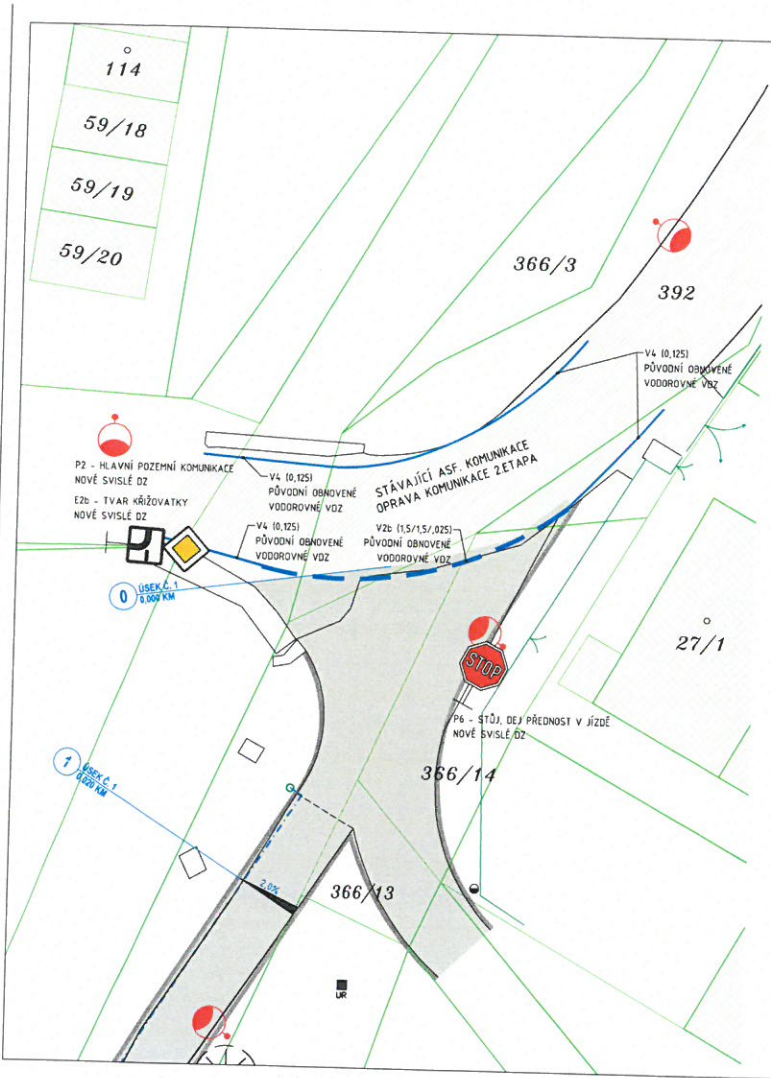 114
59/18
59/19
59/20
366/3
392
V4 (0,125)
PŮVODNÍ OBNOVENÉ
VODOROVNÉ VDZ
P2 - HLAVNÍ POZEMNÍ KOMUNIKACE
NOVÉ SVISLÉ DZ
E2b - TVAR KŘIŽOVATKY
NOVÉ SVISLÉ DZ
V4 (0,125)
PŮVODNÍ OBNOVENÉ
VODOROVNÉ VDZ
STÁVAJÍCÍ ASF. KOMUNIKACE
OPRAVA KOMUNIKACE 2.ETAPA
V4 (0,125)
PŮVODNÍ OBNOVENÉ
VODOROVNÉ VDZ
V2b (1,5/1,5/,025)
PŮVODNÍ OBNOVENÉ
VODOROVNÉ VDZ
0
ÚSEK Č. 1
0,000 KM
27/1
STOP
P6 - STŮJ, DEJ PŘEDNOST V JÍZDĚ
NOVÉ SVISLÉ DZ
1
ÚSEK Č. 1
0,020 KM
366/14
2,0%
366/13
UR